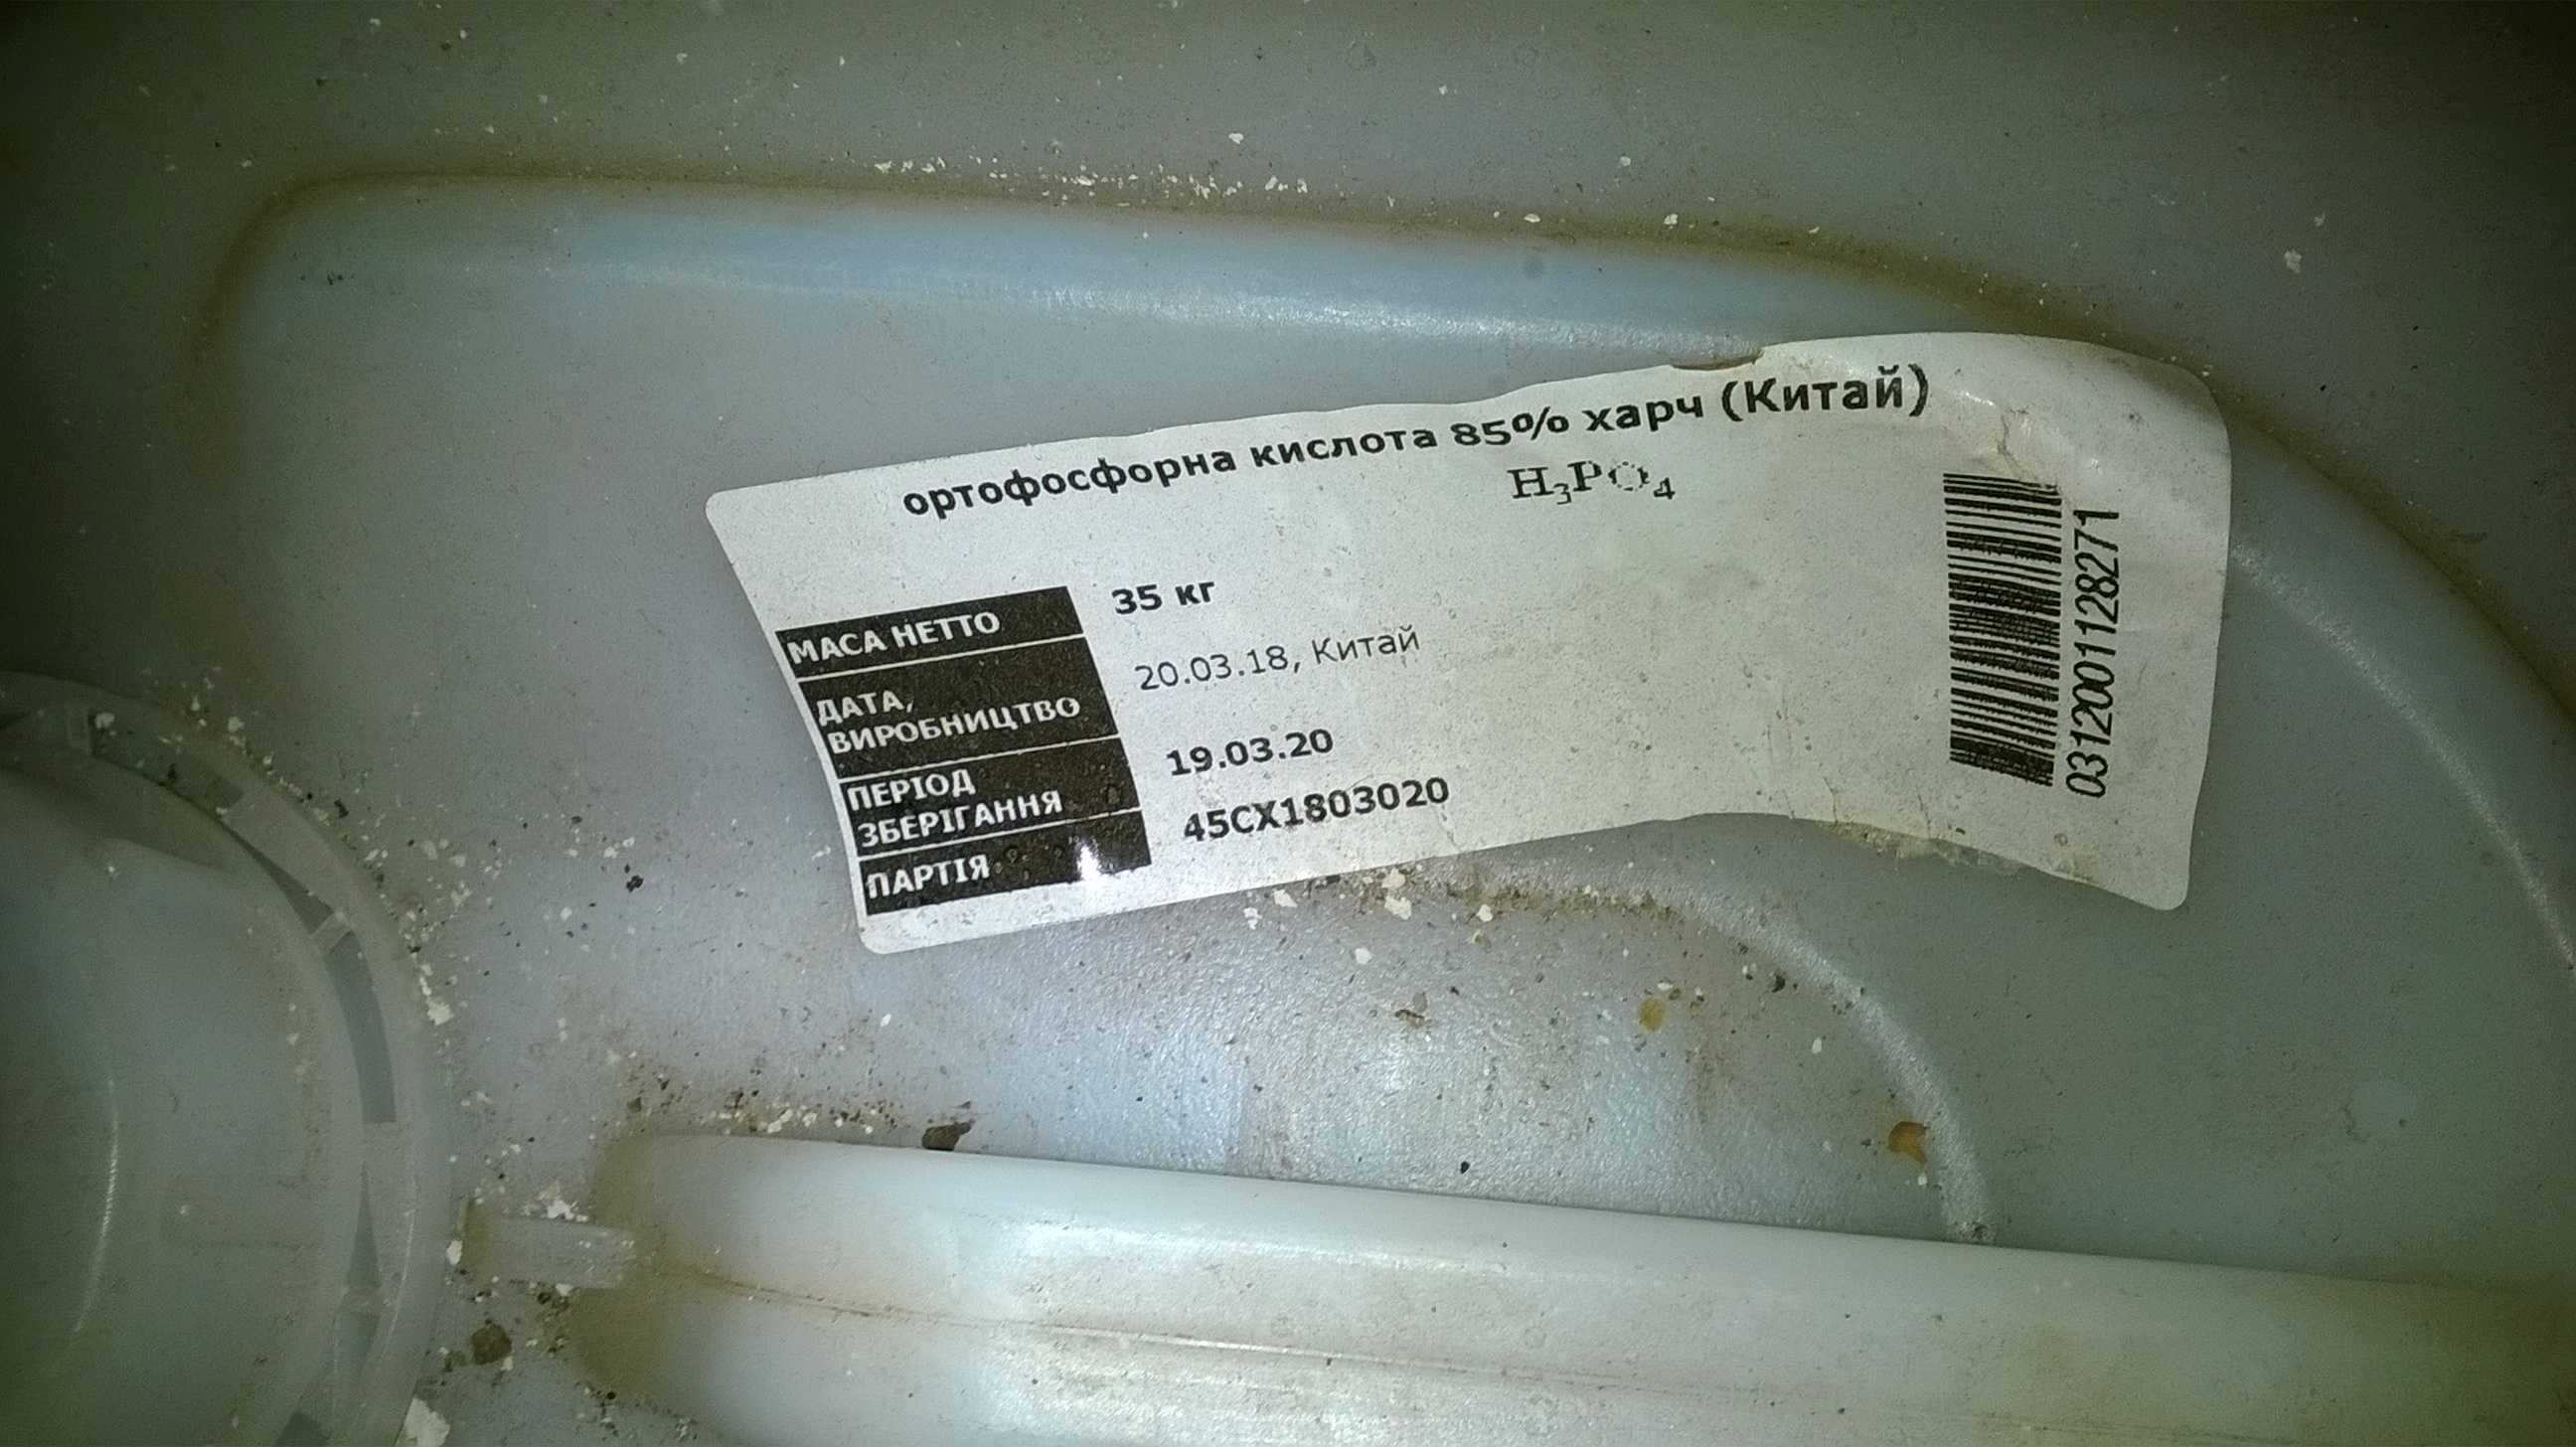 ортофосфорна кислота 85% харч (Китай)
H₃PO₄
МАСА НЕТТО 35 кг
ДАТА,
ВИРОБНИЦТВО 20.03.18, Китай
ПЕРІОД
ЗБЕРІГАННЯ 19.03.20
ПАРТІЯ 45CX1803020
0312001128271